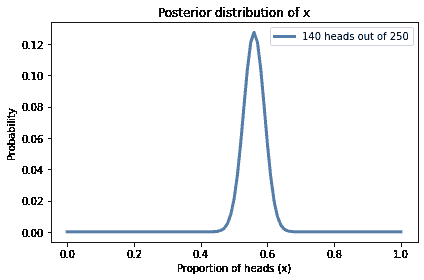 Posterior distribution of x
140 heads out of 250
0.12
0.10
0.08
0.06
0.04
0.02
0.00
Probability
0.0 0.2 0.4 0.6 0.8 1.0
Proportion of heads (x)